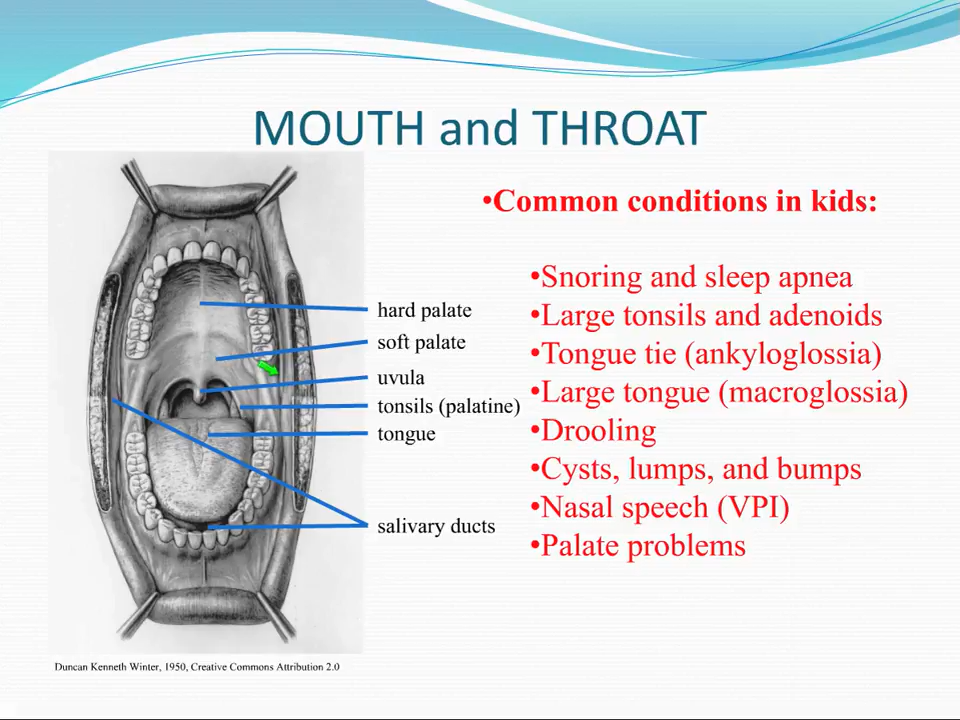 MOUTH and THROAT
hard palate
soft palate
uvula
tonsils (palatine)
tongue
salivary ducts
Duncan Kenneth Winter, 1950, Creative Commons Attribution 2.0
•Common conditions in kids:
•Snoring and sleep apnea
•Large tonsils and adenoids
•Tongue tie (ankyloglossia)
•Large tongue (macroglossia)
•Drooling
•Cysts, lumps, and bumps
•Nasal speech (VPI)
•Palate problems